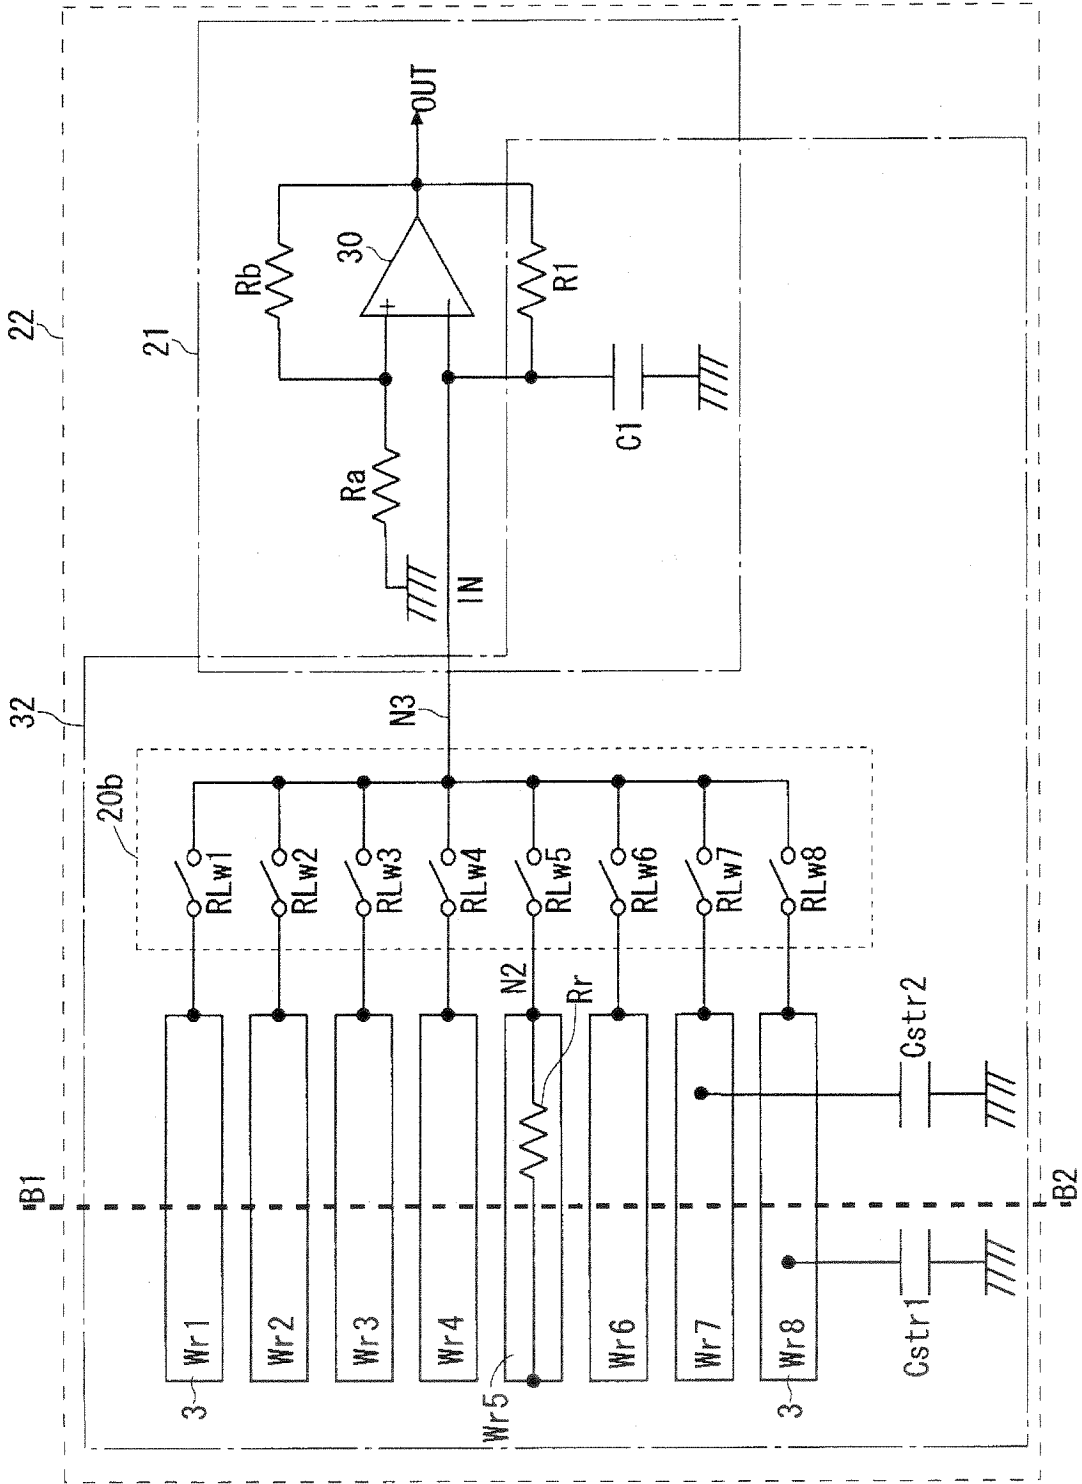 22
21
Rb
30
+
−
OUT
R1
Ra
C1
IN
32
N3
20b
RLw1
RLw2
RLw3
RLw4
RLw5
RLw6
RLw7
RLw8
N2
Rr
Cstr2
B1
B2
Wr1
Wr2
Wr3
Wr4
Wr5
Wr6
Wr7
Wr8
3
3
Cstr1